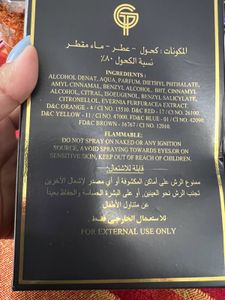 المكونات: كحول - عطر - ماء مقطر
نسبة الكحول ٨٠٪
INGREDIENTS :
ALCOHOL DENAT, AQUA, PARFUM, DIETHYL PHTHALATE,
AMYL CINNAMAL, BENZYL ALCOHOL, BHT, CINNAMYL
ALCOHOL, CITRAL, ISOEUGENOL, BENZYL SALICYLATE,
CITRONELLOL, EVERNIA FURFURACEA EXTRACT.
D&C ORANGE - 4 / CI NO. 15510. D&C RED - 17 / CI NO. 26100.
D&C YELLOW - 11 / CI NO. 47000, FD&C BLUE - 01 / CI NO. 42090,
FD&C BROWN - 16767 / CI NO. 12010.
FLAMMABLE:
DO NOT SPRAY ON NAKED OR ANY IGNITION
SOURCE, AVOID SPRAYING TOWARDS EYES,OR ON
SENSITIVE SKIN, KEEP OUT OF REACH OF CHILDREN.
قابلة للاشتعال:
ممنوع الرش على أماكن المكشوفة أو أي مصدر لإشعال الآخرين
تجنب الرش نحو العينين, أو على البشرة الحساسة والحفاظ بعيداً
عن متناول الأطفال
للاستعمال الخارجي فقط.
FOR EXTERNAL USE ONLY